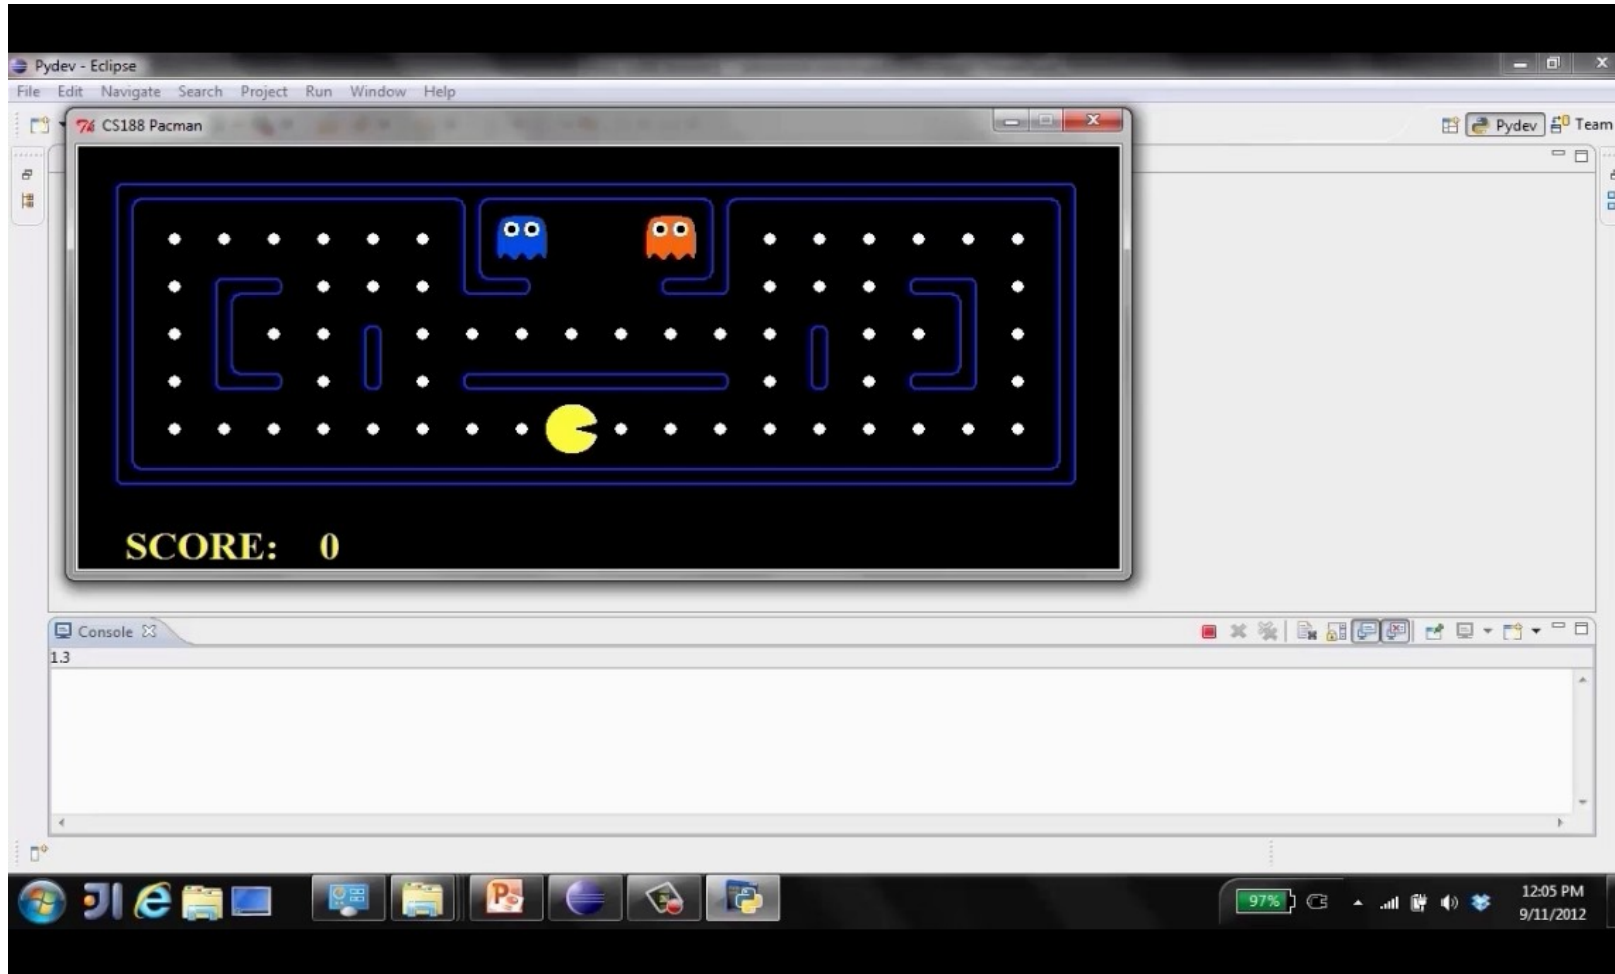 Pydev - Eclipse
File Edit Navigate Search Project Run Window Help
CS188 Pacman
Pydev Team
SCORE: 0
Console
1.3
97%
12:05 PM
9/11/2012